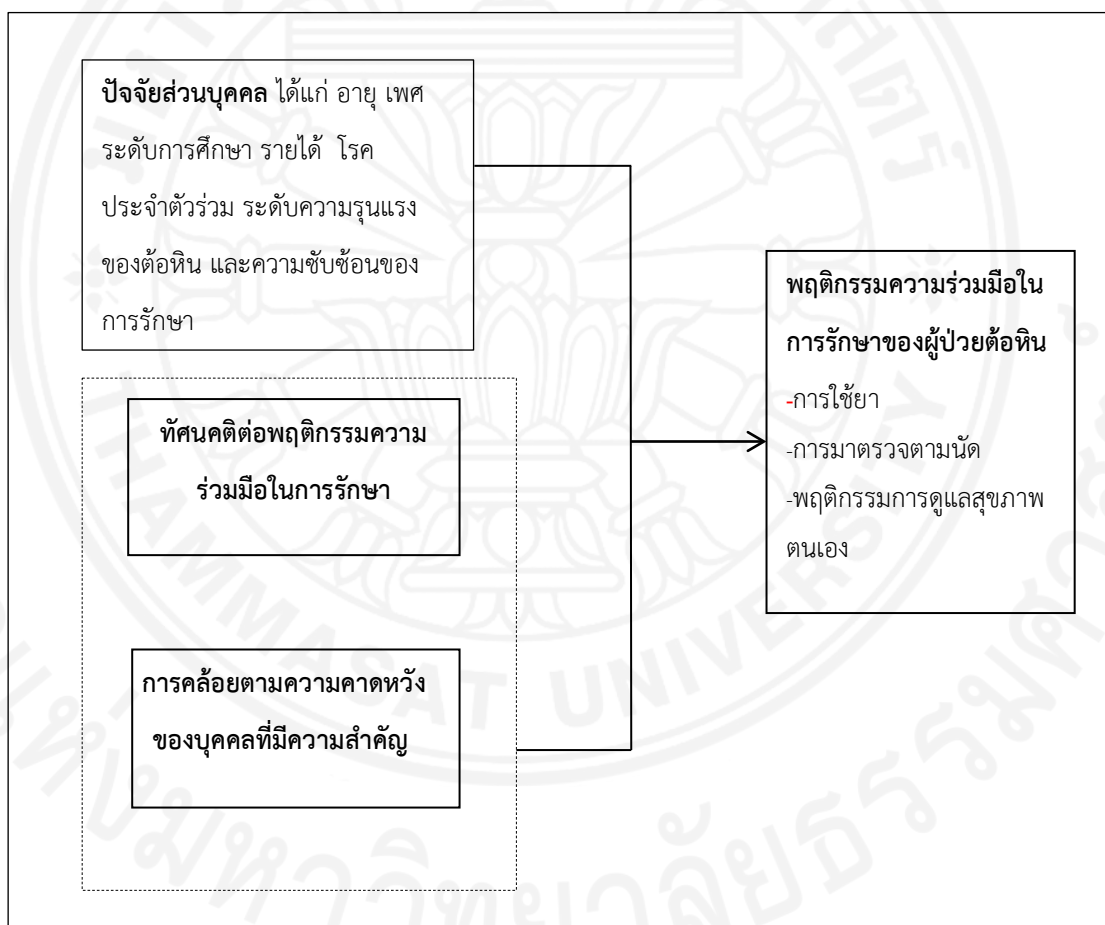 ปัจจัยส่วนบุคคล ได้แก่ อายุ เพศ
ระดับการศึกษา รายได้ โรค
ประจำตัวร่วม ระดับความรุนแรง
ของต้อหิน และความซับซ้อนของ
การรักษา
ทัศนคติต่อพฤติกรรมความ
ร่วมมือในการรักษา
การคล้อยตามความคาดหวัง
ของบุคคลที่มีความสำคัญ
พฤติกรรมความร่วมมือใน
การรักษาของผู้ป่วยต้อหิน
-การใช้ยา
-การมาตรวจตามนัด
-พฤติกรรมการดูแลสุขภาพ
ตนเอง
THAMMASAT UNIVERSITY